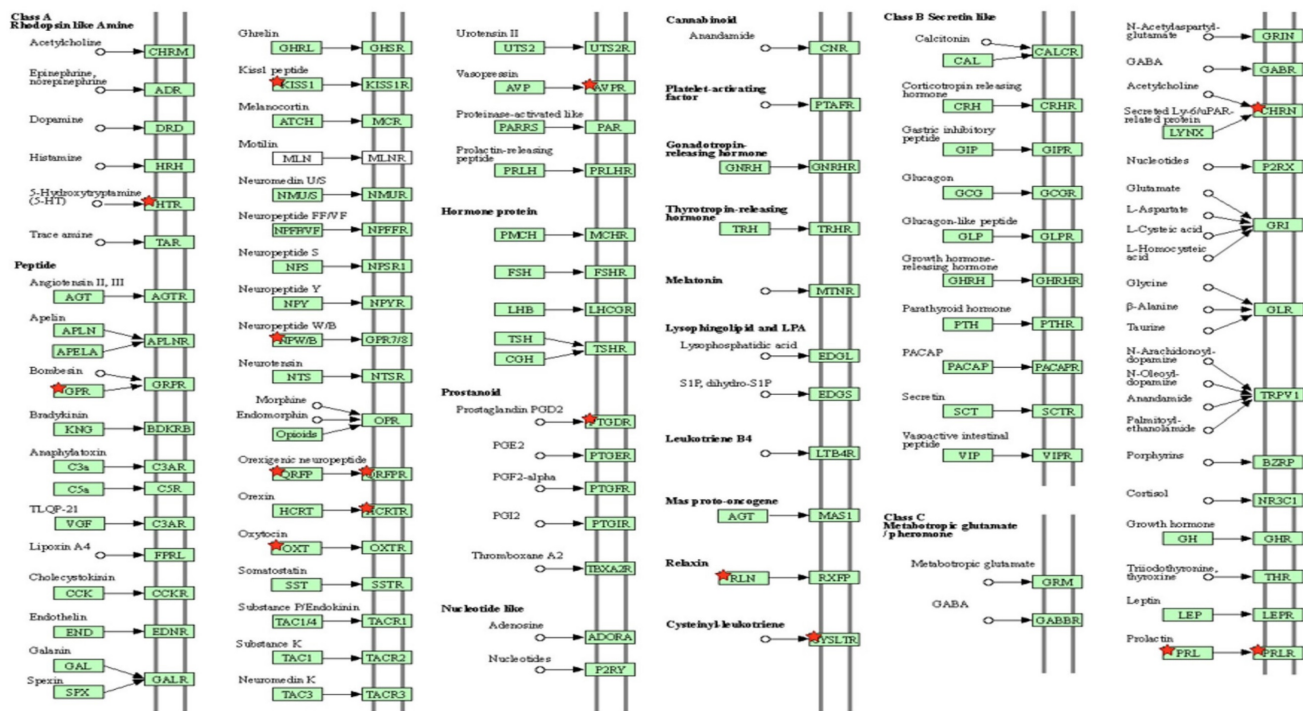 Class A
Rhodopsin like Amine
Acetylcholine
CHRM
Epinephrine,
norepinephrine
ADR
Dopamine
DRD
Histamine
HRH
5-Hydroxytryptamine
(5-HT)
HTR
Trace amine
TAR
Peptide
Angiotensin II, III
AGT
AGTR
Apelin
APLN
APLNR
APELA
Bombesin
GRPR
GPR
Bradykinin
KNG
BDKRB
Anaphylatoxin
C3a
C3AR
C5a
C5R
TLQP-21
VGF
C3AR
Lipoxin A4
FPRL
Cholecystokinin
CCK
CCKR
Endothelin
END
EDNR
Galanin
GAL
GALR
Spexin
SPX
Ghrelin
GHRL
GHSR
Kiss1 peptide
KISS1
KISS1R
Melanocortin
ATCH
MCR
Motilin
MLN
MLNR
Neuromedin U/S
NMU/S
NMUR
Neuropeptide FF/VF
NPFF/VF
NPFFR
Neuropeptide S
NPS
NPSR1
Neuropeptide Y
NPY
NPYR
Neuropeptide W/B
NPW/B
GPR7/8
Neurotensin
NTS
NTSR
Morphine
Endomorphin
OPR
Opioids
Orexigenic neuropeptide
QRFP
QRFPR
Orexin
HCRT
HCRTR
Oxytocin
OXT
OXTR
Somatostatin
SST
SSTR
Substance P/Endokinin
TAC1/4
TACR1
Substance K
TAC1
TACR2
Neuromedin K
TAC3
TACR3
Urotensin II
UTS2
UTS2R
Vasopressin
AVP
AVPR
Proteinase-activated like
PARRS
PAR
Prolactin-releasing
peptide
PRLH
PRLHR
Hormone protein
PMCH
MCHR
FSH
FSHR
LHB
LHCGR
TSH
TSHR
CGH
Prostanoid
Prostaglandin PGD2
PTGDR
PGE2
PTGER
PGF2-alpha
PTGFR
PGI2
PTGIR
Thromboxane A2
TBXA2R
Nucleotide like
Adenosine
ADORA
Nucleotides
P2RY
Cannabinoid
Anandamide
CNR
Platelet-activating
factor
PTAFR
Gonadotropin-
releasing hormone
GNRH
GNRHR
Thyrotropin-releasing
hormone
TRH
TRHR
Melatonin
MTNR
Lysophingolipid and LPA
Lysophosphatidic acid
EDGL
S1P, dihydro-S1P
EDGS
Leukotriene B4
LTB4R
Mas proto-oncogene
AGT
MAS1
Relaxin
RLN
RXFP
Cysteinyl-leukotriene
CYSLTR
Class B Secretin like
Calcitonin
CALCR
CAL
Corticotropin releasing
hormone
CRH
CRHR
Gastric inhibitory
peptide
GIP
GIPR
Glucagon
GCG
GCGR
Glucagon-like peptide
GLP
GLPR
Growth hormone-
releasing hormone
GHRH
GHRHR
Parathyroid hormone
PTH
PTHR
PACAP
PACAP
PACAPR
Secretin
SCT
SCTR
Vasoactive intestinal
peptide
VIP
VIPR
Class C
Metabotropic glutamate
/ pheromone
Metabotropic glutamate
GRM
GABA
GABBR
N-Acetylaspartyl-
glutamate
GRIN
GABA
GABR
Acetylcholine
CHRN
Secreted Ly-6/uPAR-
related protein
LYNX
Nucleotides
P2RX
Glutamate
L-Aspartate
GRI
L-Cysteic acid
L-Homocysteic
acid
Glycine
β-Alanine
GLR
Taurine
N-Arachidonoyl-
dopamine
N-Oleoyl-
dopamine
TRPV1
Anandamide
Palmitoyl-
ethanolamide
Porphyrins
BZRP
Cortisol
NR3C1
Growth hormone
GH
GHR
Triiodothyronine,
thyroxine
THR
Leptin
LEP
LEPR
Prolactin
PRL
PRLR